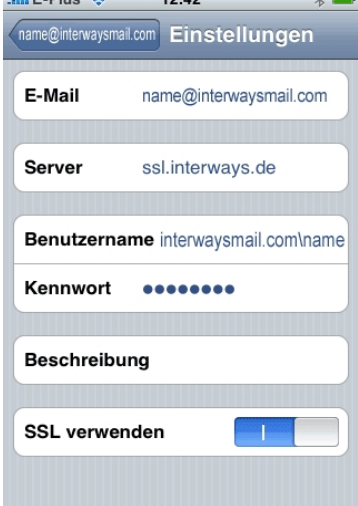 E-Plus 12:42
name@interwaysmail.com Einstellungen
E-Mail name@interwaysmail.com
Server ssl.interways.de
Benutzername interwaysmail.com\name
Kennwort ●●●●●●●●
Beschreibung
SSL verwenden